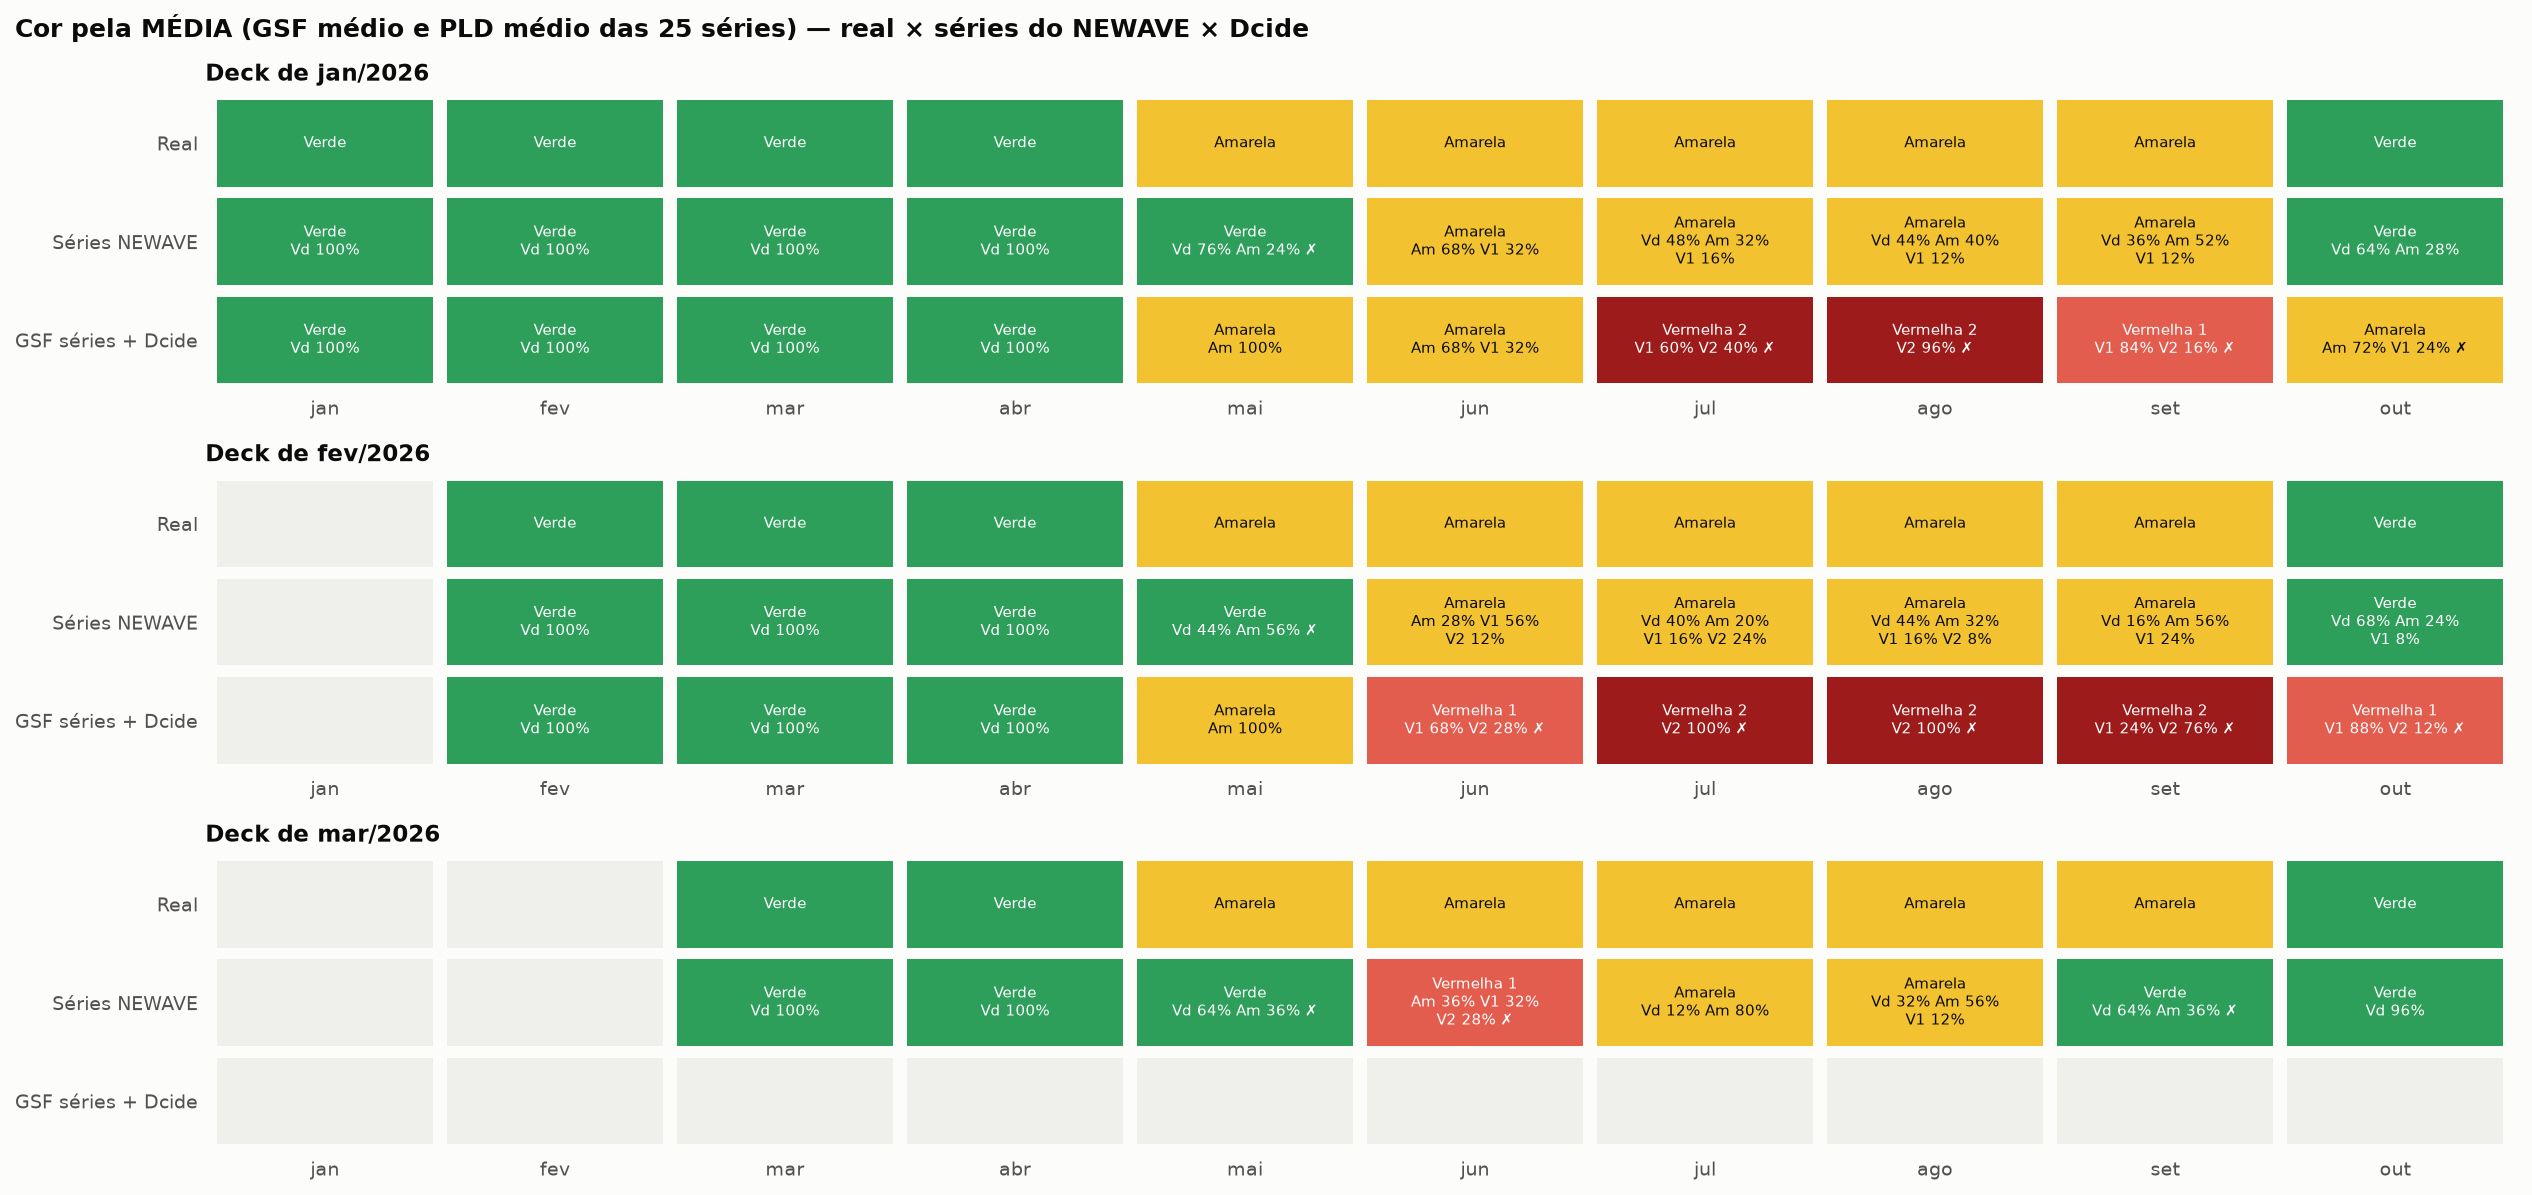 Cor pela MÉDIA (GSF médio e PLD médio das 25 séries) — real × séries do NEWAVE × Dcide
Deck de jan/2026
Real
Verde
Verde
Verde
Verde
Amarela
Amarela
Amarela
Amarela
Amarela
Verde
Séries NEWAVE
Verde
Vd 100%
Verde
Vd 100%
Verde
Vd 100%
Verde
Vd 100%
Verde
Vd 76% Am 24% ✗
Amarela
Am 68% V1 32%
Amarela
Vd 48% Am 32%
V1 16%
Amarela
Vd 44% Am 40%
V1 12%
Amarela
Vd 36% Am 52%
V1 12%
Verde
Vd 64% Am 28%
GSF séries + Dcide
Verde
Vd 100%
Verde
Vd 100%
Verde
Vd 100%
Verde
Vd 100%
Amarela
Am 100%
Amarela
Am 68% V1 32%
Vermelha 2
V1 60% V2 40% ✗
Vermelha 2
V2 96% ✗
Vermelha 1
V1 84% V2 16% ✗
Amarela
Am 72% V1 24% ✗
jan fev mar abr mai jun jul ago set out
Deck de fev/2026
Real
Verde
Verde
Verde
Amarela
Amarela
Amarela
Amarela
Amarela
Verde
Séries NEWAVE
Verde
Vd 100%
Verde
Vd 100%
Verde
Vd 100%
Verde
Vd 44% Am 56% ✗
Amarela
Am 28% V1 56%
V2 12%
Amarela
Vd 40% Am 20%
V1 16% V2 24%
Amarela
Vd 44% Am 32%
V1 16% V2 8%
Amarela
Vd 16% Am 56%
V1 24%
Verde
Vd 68% Am 24%
V1 8%
GSF séries + Dcide
Verde
Vd 100%
Verde
Vd 100%
Verde
Vd 100%
Amarela
Am 100%
Vermelha 1
V1 68% V2 28% ✗
Vermelha 2
V2 100% ✗
Vermelha 2
V2 100% ✗
Vermelha 2
V1 24% V2 76% ✗
Vermelha 1
V1 88% V2 12% ✗
jan fev mar abr mai jun jul ago set out
Deck de mar/2026
Real
Verde
Verde
Amarela
Amarela
Amarela
Amarela
Amarela
Verde
Séries NEWAVE
Verde
Vd 100%
Verde
Vd 100%
Verde
Vd 64% Am 36% ✗
Vermelha 1
Am 36% V1 32%
V2 28% ✗
Amarela
Vd 12% Am 80%
Amarela
Vd 32% Am 56%
V1 12%
Verde
Vd 64% Am 36% ✗
Verde
Vd 96%
GSF séries + Dcide
jan fev mar abr mai jun jul ago set out